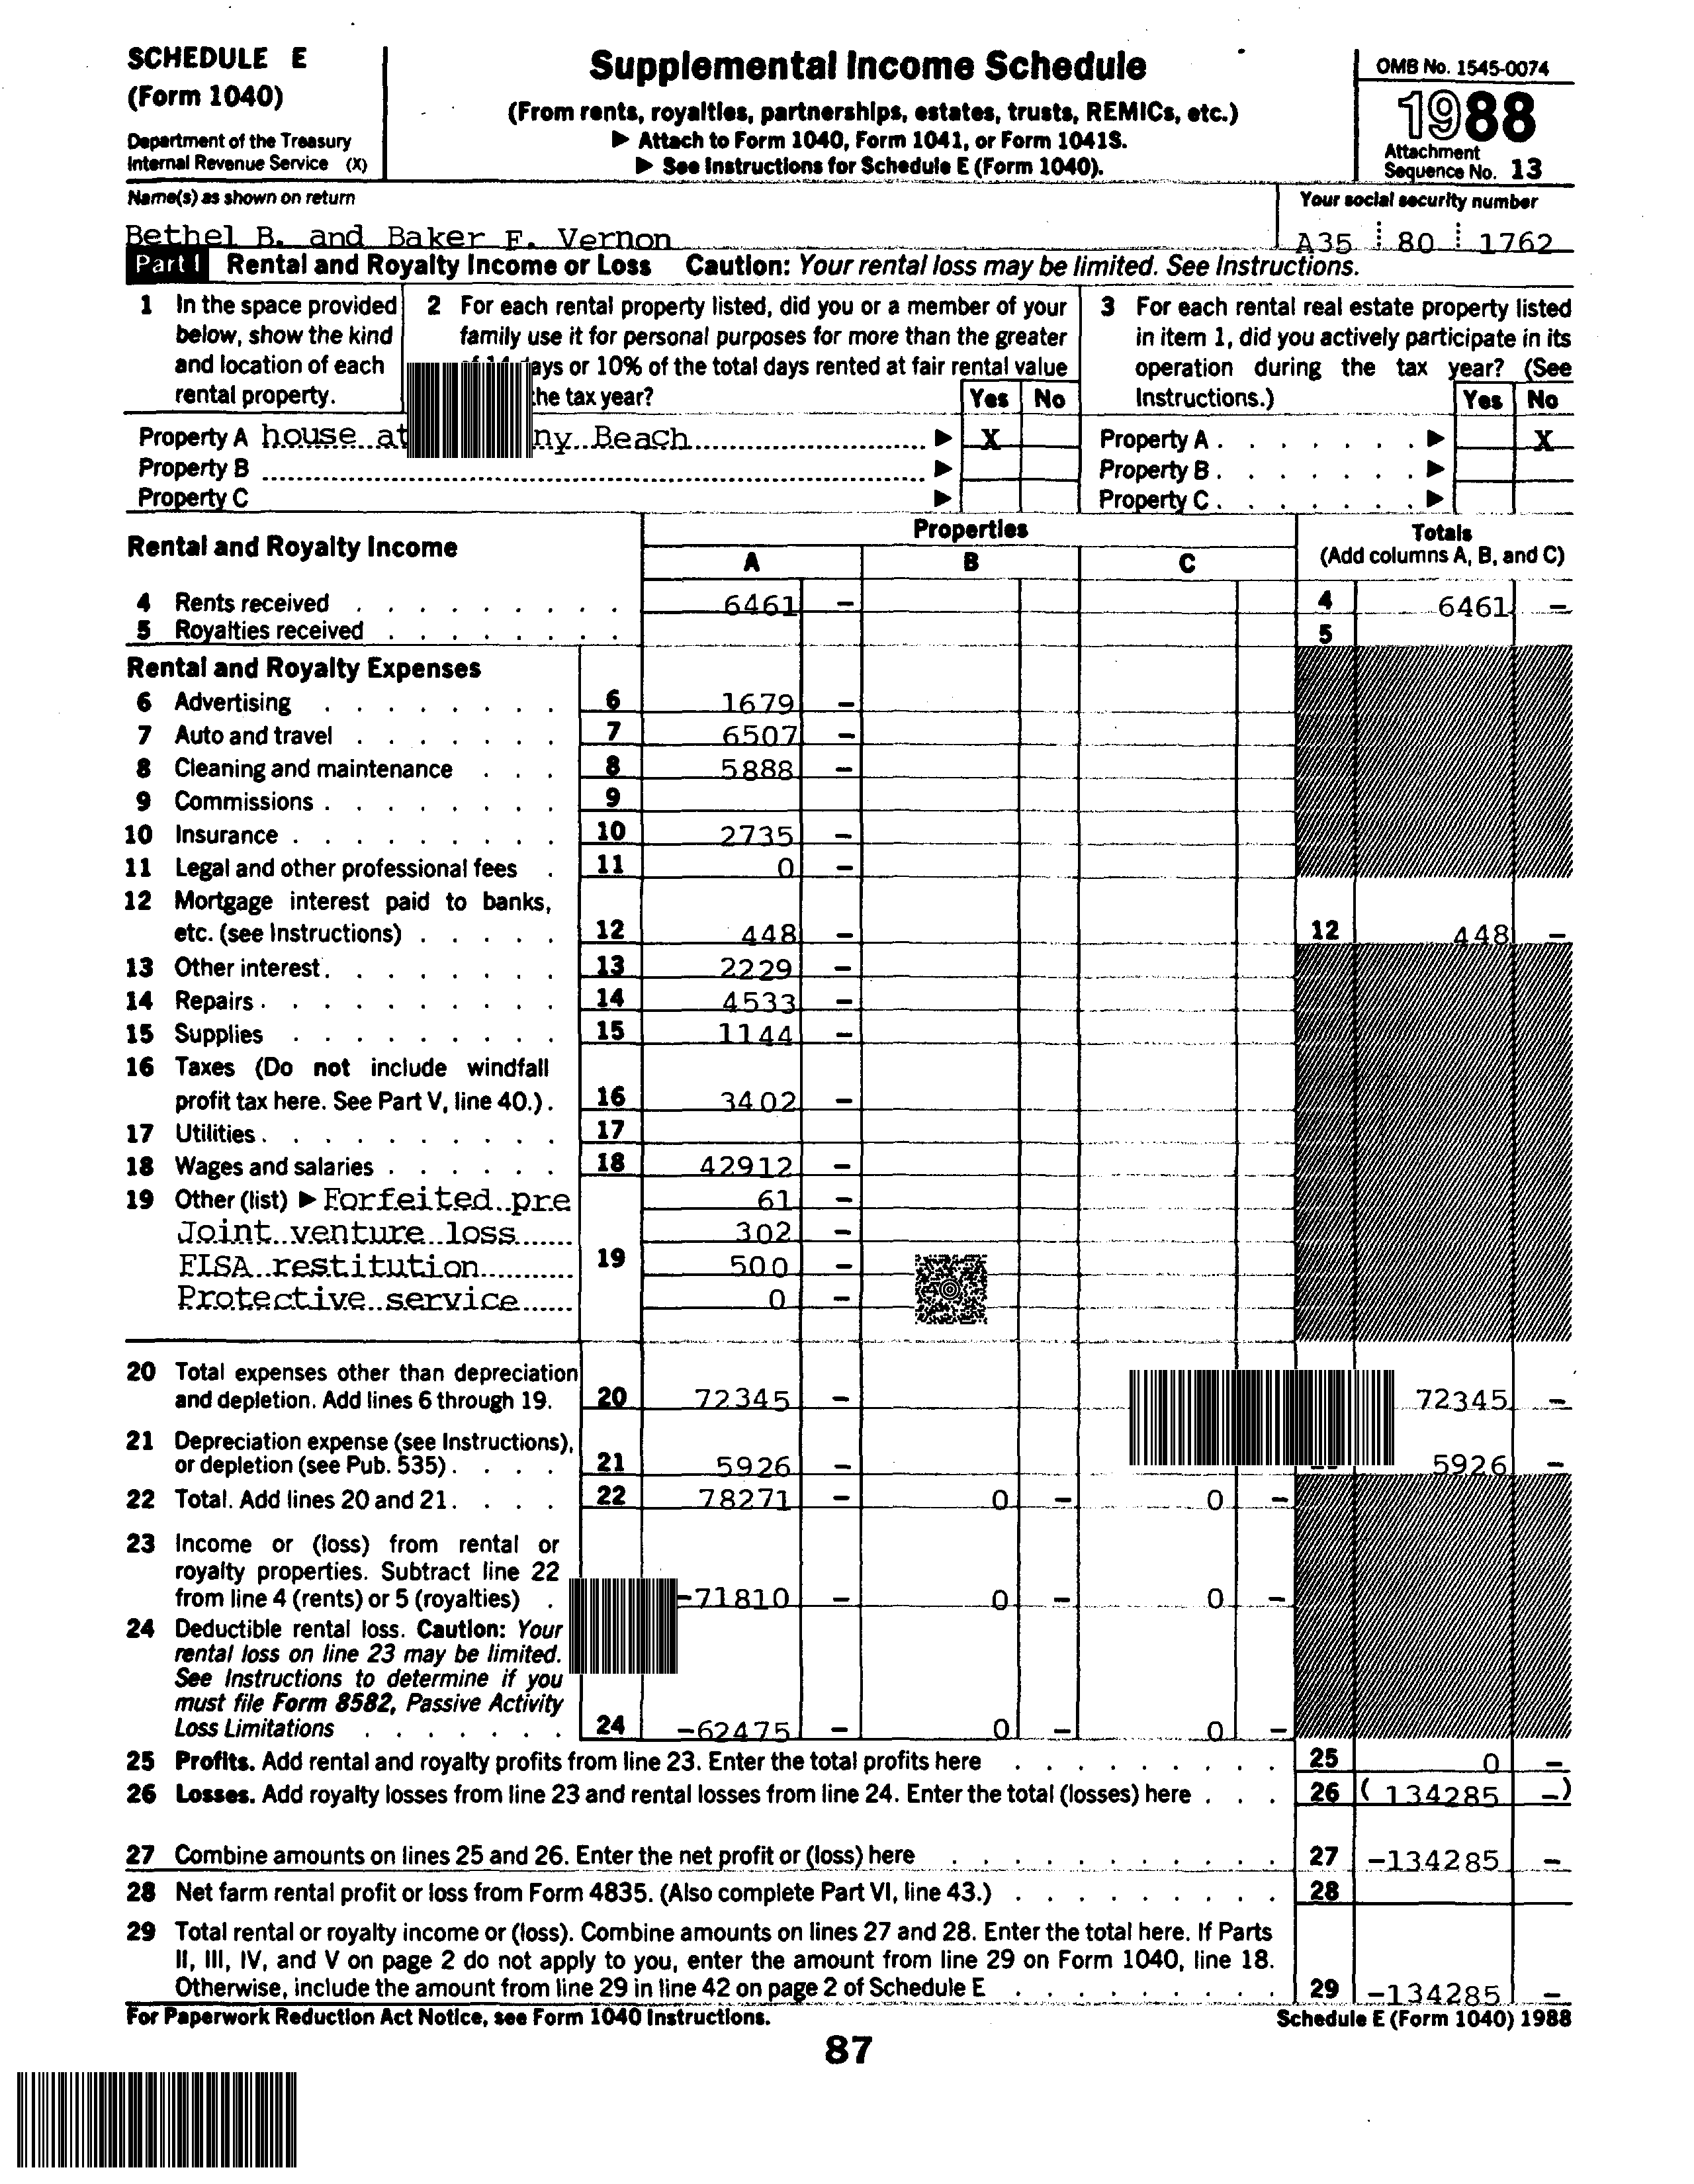 SCHEDULE E
(Form 1040)
Department of the Treasury
Internal Revenue Service (X)
Supplemental Income Schedule
(From rents, royalties, partnerships, estates, trusts, REMICs, etc.)
▶ Attach to Form 1040, Form 1041, or Form 1041S.
▶ See Instructions for Schedule E (Form 1040).
OMB No. 1545-0074
1988
Attachment
Sequence No. 13
Name(s) as shown on return
Bethel B. and Baker F. Vernon
Your social security number
A35 80 1762
Part I Rental and Royalty Income or Loss Caution: Your rental loss may be limited. See Instructions.
1 In the space provided
below, show the kind
and location of each
rental property.
2 For each rental property listed, did you or a member of your
family use it for personal purposes for more than the greater
days or 10% of the total days rented at fair rental value
the tax year?
Yes No
3 For each rental real estate property listed
in item 1, did you actively participate in its
operation during the tax year? (See
Instructions.)
Yes No
Property A house at ny Beach ▶ X
Property B ▶
Property C ▶
Property A ▶ X
Property B ▶
Property C ▶
Rental and Royalty Income
Properties
A B C
Totals
(Add columns A, B, and C)
4 Rents received 6461 – 4 6461 –
5 Royalties received 5
Rental and Royalty Expenses
6 Advertising 6 1679 –
7 Auto and travel 7 6507 –
8 Cleaning and maintenance 8 5888 –
9 Commissions 9
10 Insurance 10 2735 –
11 Legal and other professional fees 11 0 –
12 Mortgage interest paid to banks,
etc. (see Instructions) 12 448 – 12 448 –
13 Other interest 13 2229 –
14 Repairs 14 4533 –
15 Supplies 15 1144 –
16 Taxes (Do not include windfall
profit tax here. See Part V, line 40.) 16 3402 –
17 Utilities 17
18 Wages and salaries 18 42912 –
19 Other (list) ▶ Forfeited pre 61 –
Joint venture loss 302 –
FISA restitution 19 500 –
Protective service 0 –
20 Total expenses other than depreciation
and depletion. Add lines 6 through 19. 20 72345 – 72345 –
21 Depreciation expense (see Instructions),
or depletion (see Pub. 535) 21 5926 – 5926 –
22 Total. Add lines 20 and 21 22 78271 – 0 – 0 –
23 Income or (loss) from rental or
royalty properties. Subtract line 22
from line 4 (rents) or 5 (royalties) -71810 – 0 – 0 –
24 Deductible rental loss. Caution: Your
rental loss on line 23 may be limited.
See Instructions to determine if you
must file Form 8582, Passive Activity
Loss Limitations 24 -62475 – 0 – 0 –
25 Profits. Add rental and royalty profits from line 23. Enter the total profits here 25 0 –
26 Losses. Add royalty losses from line 23 and rental losses from line 24. Enter the total (losses) here 26 ( 134285 –)
27 Combine amounts on lines 25 and 26. Enter the net profit or (loss) here 27 -134285 –
28 Net farm rental profit or loss from Form 4835. (Also complete Part VI, line 43.) 28
29 Total rental or royalty income or (loss). Combine amounts on lines 27 and 28. Enter the total here. If Parts
II, III, IV, and V on page 2 do not apply to you, enter the amount from line 29 on Form 1040, line 18.
Otherwise, include the amount from line 29 in line 42 on page 2 of Schedule E 29 -134285 –
For Paperwork Reduction Act Notice, see Form 1040 Instructions.
Schedule E (Form 1040) 1988
87